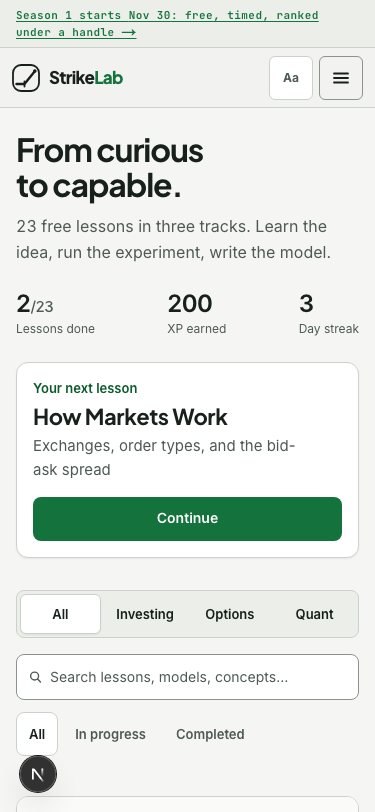 Season 1 starts Nov 30: free, timed, ranked
under a handle →
StrikeLab
Aa
From curious
to capable.
23 free lessons in three tracks. Learn the
idea, run the experiment, write the model.
2/23
200
3
Lessons done
XP earned
Day streak
Your next lesson
How Markets Work
Exchanges, order types, and the bid-
ask spread
Continue
All
Investing
Options
Quant
Search lessons, models, concepts...
All
In progress
Completed
N